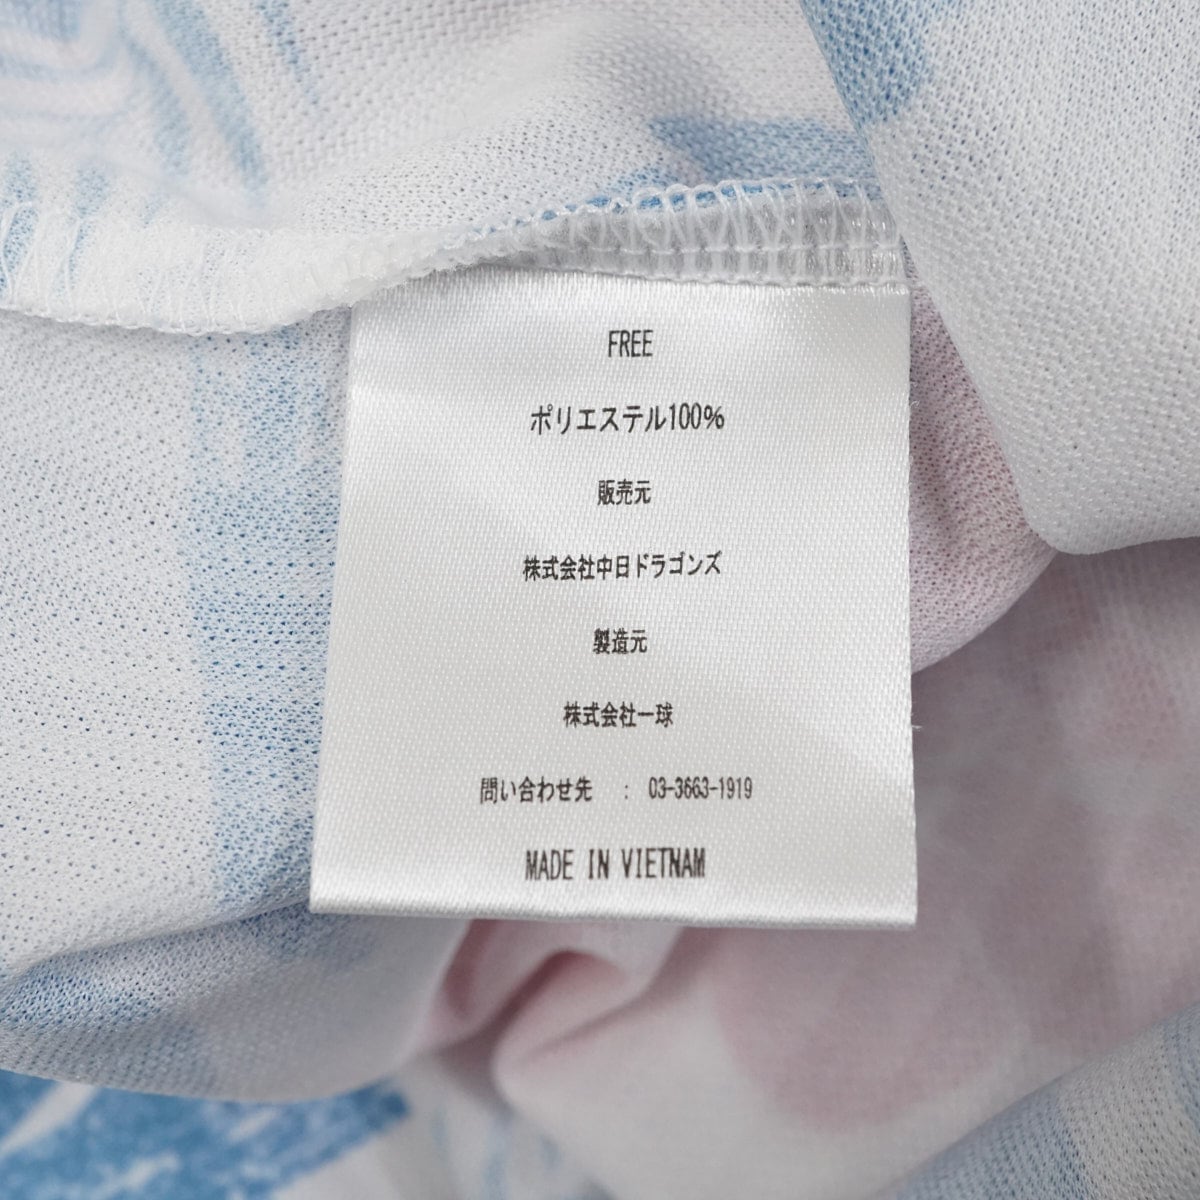 FREE
ポリエステル100%
販売元
株式会社中日ドラゴンズ
製造元
株式会社一球
問い合わせ先 : 03-3663-1919
MADE IN VIETNAM